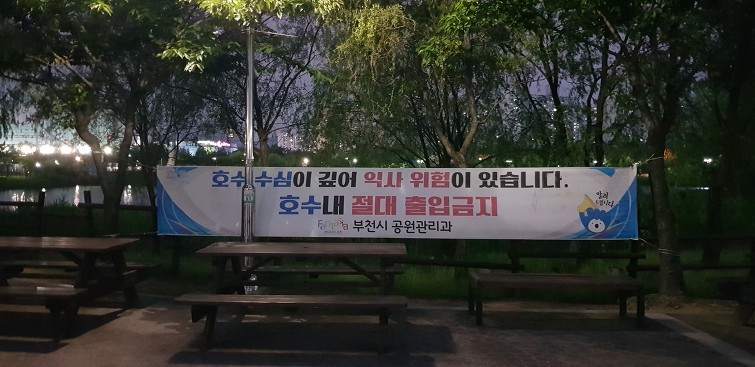 호수 수심이 깊어 익사 위험이 있습니다.
호수내 절대 출입금지
부천시 공원관리과